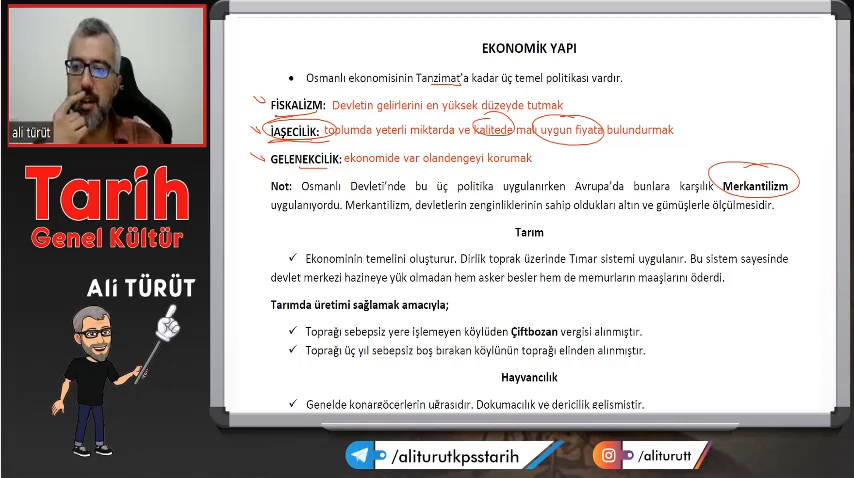 ali türüt
Tarih
Genel Kültür
Ali TÜRÜT
EKONOMİK YAPI
• Osmanlı ekonomisinin Tanzimat'a kadar üç temel politikası vardır.
FİSKALİZM: Devletin gelirlerini en yüksek düzeyde tutmak
İAŞECİLİK: toplumda yeterli miktarda ve kalitede malı uygun fiyata bulundurmak
GELENEKCİLİK: ekonomide var olandengeyi korumak
Not: Osmanlı Devleti'nde bu üç politika uygulanırken Avrupa'da bunlara karşılık Merkantilizm
uygulanıyordu. Merkantilizm, devletlerin zenginliklerinin sahip oldukları altın ve gümüşlerle ölçülmesidir.
Tarım
✓ Ekonominin temelini oluşturur. Dirlik toprak üzerinde Tımar sistemi uygulanır. Bu sistem sayesinde
devlet merkezi hazineye yük olmadan hem asker besler hem de memurların maaşlarını öderdi.
Tarımda üretimi sağlamak amacıyla;
✓ Toprağı sebepsiz yere işlemeyen köylüden Çiftbozan vergisi alınmıştır.
✓ Toprağı üç yıl sebepsiz boş bırakan köylünün toprağı elinden alınmıştır.
Hayvancılık
✓ Genelde konargöçerlerin uğraşıdır. Dokumacılık ve dericilik gelişmiştir.
/aliturutkpsstarih
/aliturutt